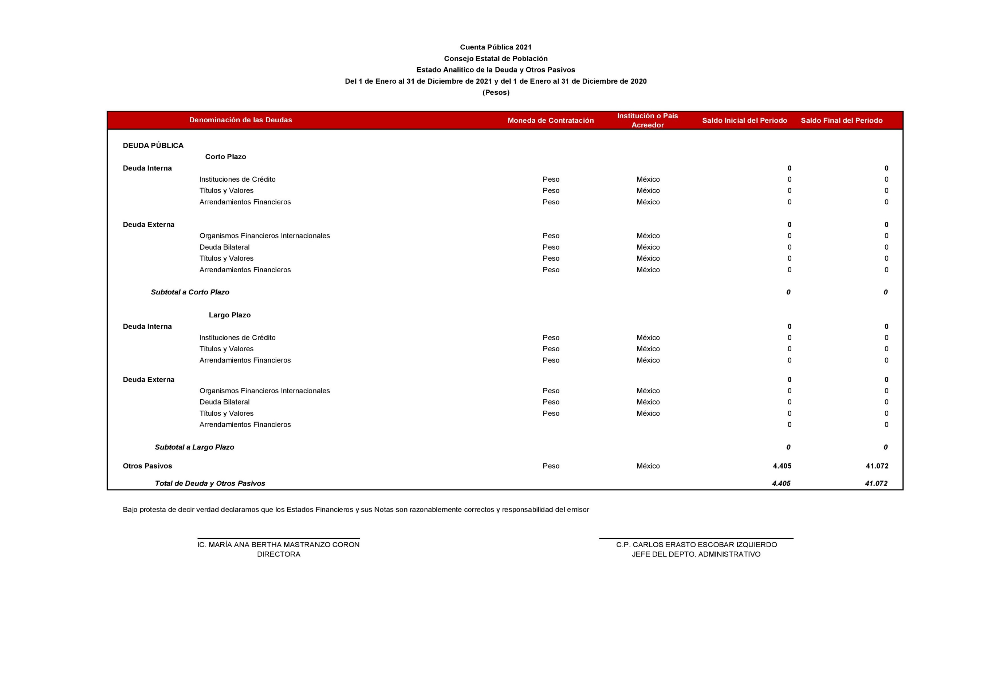 Cuenta Pública 2021
Consejo Estatal de Población
Estado Analítico de la Deuda y Otros Pasivos
Del 1 de Enero al 31 de Diciembre de 2021 y del 1 de Enero al 31 de Diciembre de 2020
(Pesos)
Denominación de las Deudas Moneda de Contratación Institución o País Acreedor Saldo Inicial del Periodo Saldo Final del Periodo
DEUDA PÚBLICA
Corto Plazo
Deuda Interna 0 0
Instituciones de Crédito Peso México 0 0
Títulos y Valores Peso México 0 0
Arrendamientos Financieros Peso México 0 0
Deuda Externa 0 0
Organismos Financieros Internacionales Peso México 0 0
Deuda Bilateral Peso México 0 0
Títulos y Valores Peso México 0 0
Arrendamientos Financieros Peso México 0 0
Subtotal a Corto Plazo 0 0
Largo Plazo
Deuda Interna 0 0
Instituciones de Crédito Peso México 0 0
Títulos y Valores Peso México 0 0
Arrendamientos Financieros Peso México 0 0
Deuda Externa 0 0
Organismos Financieros Internacionales Peso México 0 0
Deuda Bilateral Peso México 0 0
Títulos y Valores Peso México 0 0
Arrendamientos Financieros 0 0
Subtotal a Largo Plazo 0 0
Otros Pasivos Peso México 4.405 41.072
Total de Deuda y Otros Pasivos 4.405 41.072
Bajo protesta de decir verdad declaramos que los Estados Financieros y sus Notas son razonablemente correctos y responsabilidad del emisor
IC. MARÍA ANA BERTHA MASTRANZO CORON C.P. CARLOS ERASTO ESCOBAR IZQUIERDO
DIRECTORA JEFE DEL DEPTO. ADMINISTRATIVO